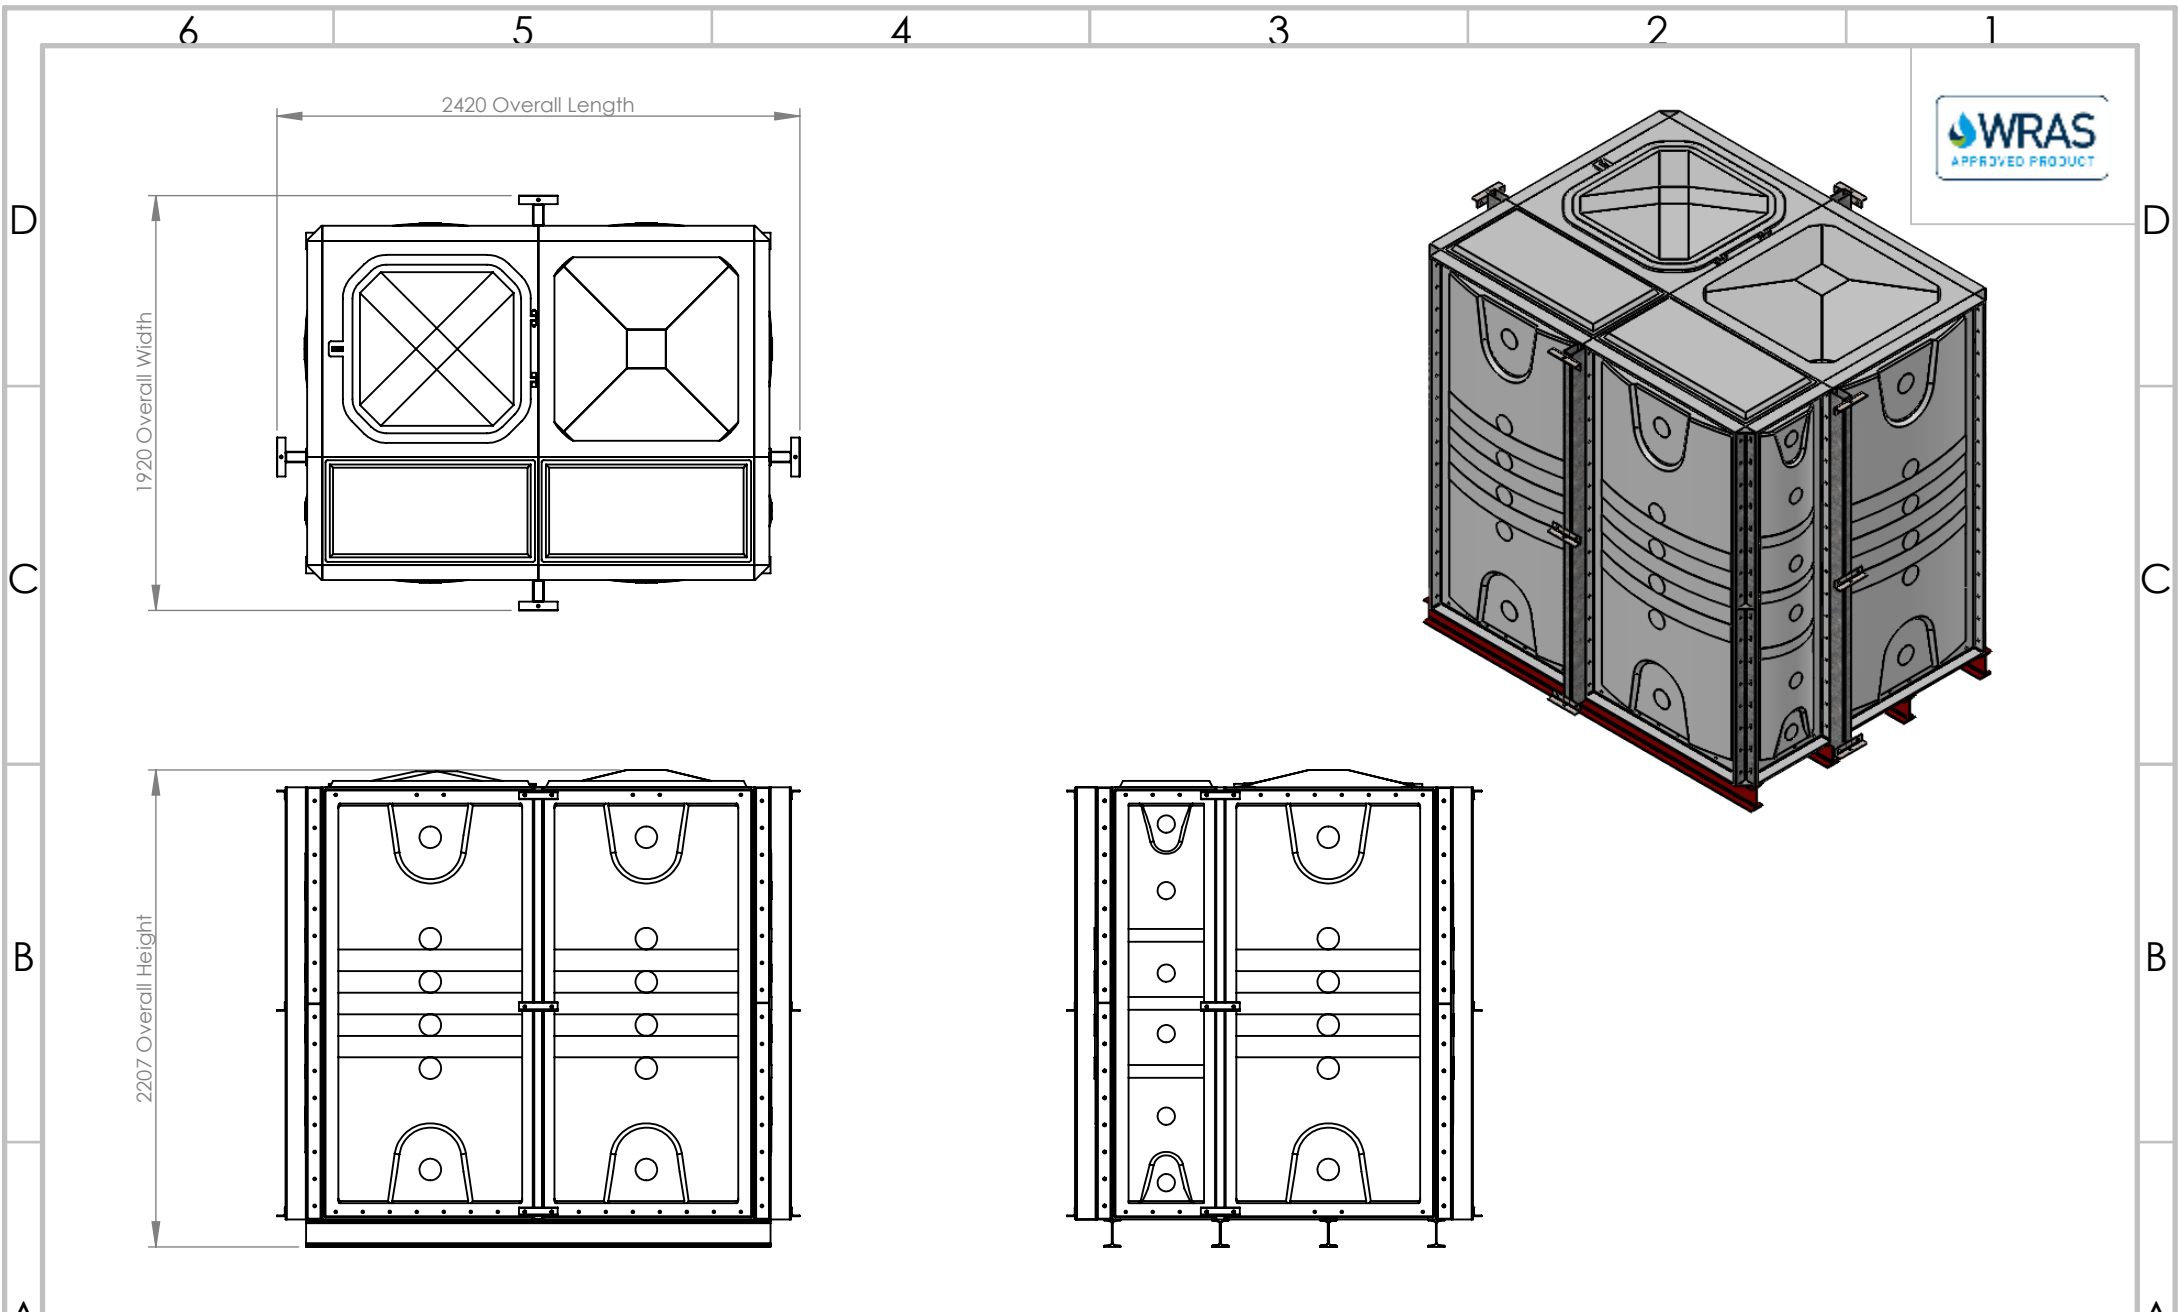 6 5 4 3 2 1
2420 Overall Length
WRAS
APPROVED PRODUCT
D D
1920 Overall Width
C C
2207 Overall Height
B B
A A